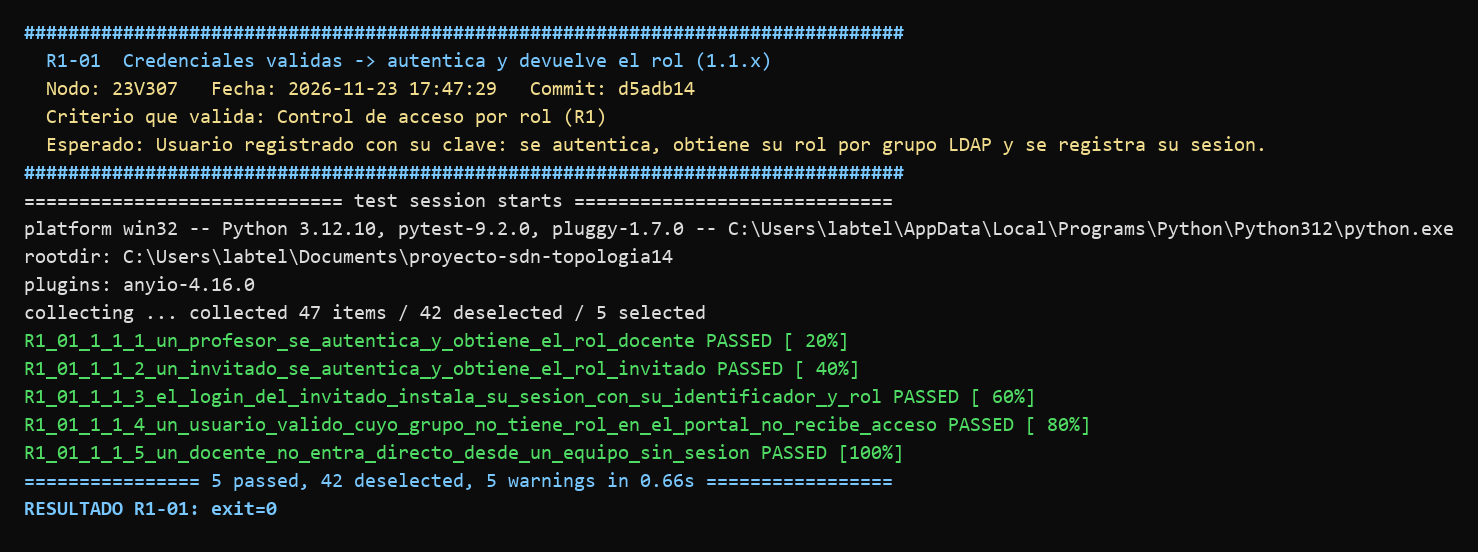 ################################################################################
R1-01  Credenciales validas -> autentica y devuelve el rol (1.1.x)
Nodo: 23V307   Fecha: 2026-11-23 17:47:29   Commit: d5adb14
Criterio que valida: Control de acceso por rol (R1)
Esperado: Usuario registrado con su clave: se autentica, obtiene su rol por grupo LDAP y se registra su sesion.
################################################################################
============================= test session starts =============================
platform win32 -- Python 3.12.10, pytest-9.2.0, pluggy-1.7.0 -- C:\Users\labtel\AppData\Local\Programs\Python\Python312\python.exe
rootdir: C:\Users\labtel\Documents\proyecto-sdn-topologia14
plugins: anyio-4.16.0
collecting ... collected 47 items / 42 deselected / 5 selected
R1_01_1_1_1_un_profesor_se_autentica_y_obtiene_el_rol_docente PASSED [ 20%]
R1_01_1_1_2_un_invitado_se_autentica_y_obtiene_el_rol_invitado PASSED [ 40%]
R1_01_1_1_3_el_login_del_invitado_instala_su_sesion_con_su_identificador_y_rol PASSED [ 60%]
R1_01_1_1_4_un_usuario_valido_cuyo_grupo_no_tiene_rol_en_el_portal_no_recibe_acceso PASSED [ 80%]
R1_01_1_1_5_un_docente_no_entra_directo_desde_un_equipo_sin_sesion PASSED [100%]
================ 5 passed, 42 deselected, 5 warnings in 0.66s =================
RESULTADO R1-01: exit=0